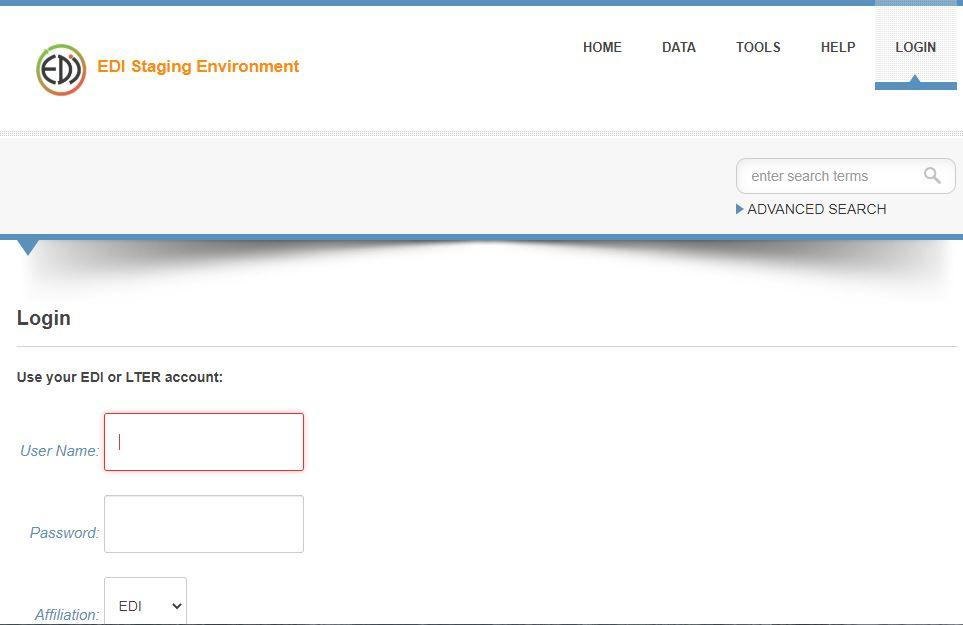 HOME DATA TOOLS HELP LOGIN
EDI EDI Staging Environment
enter search terms
ADVANCED SEARCH
Login
Use your EDI or LTER account:
User Name:
Password:
Affiliation: EDI